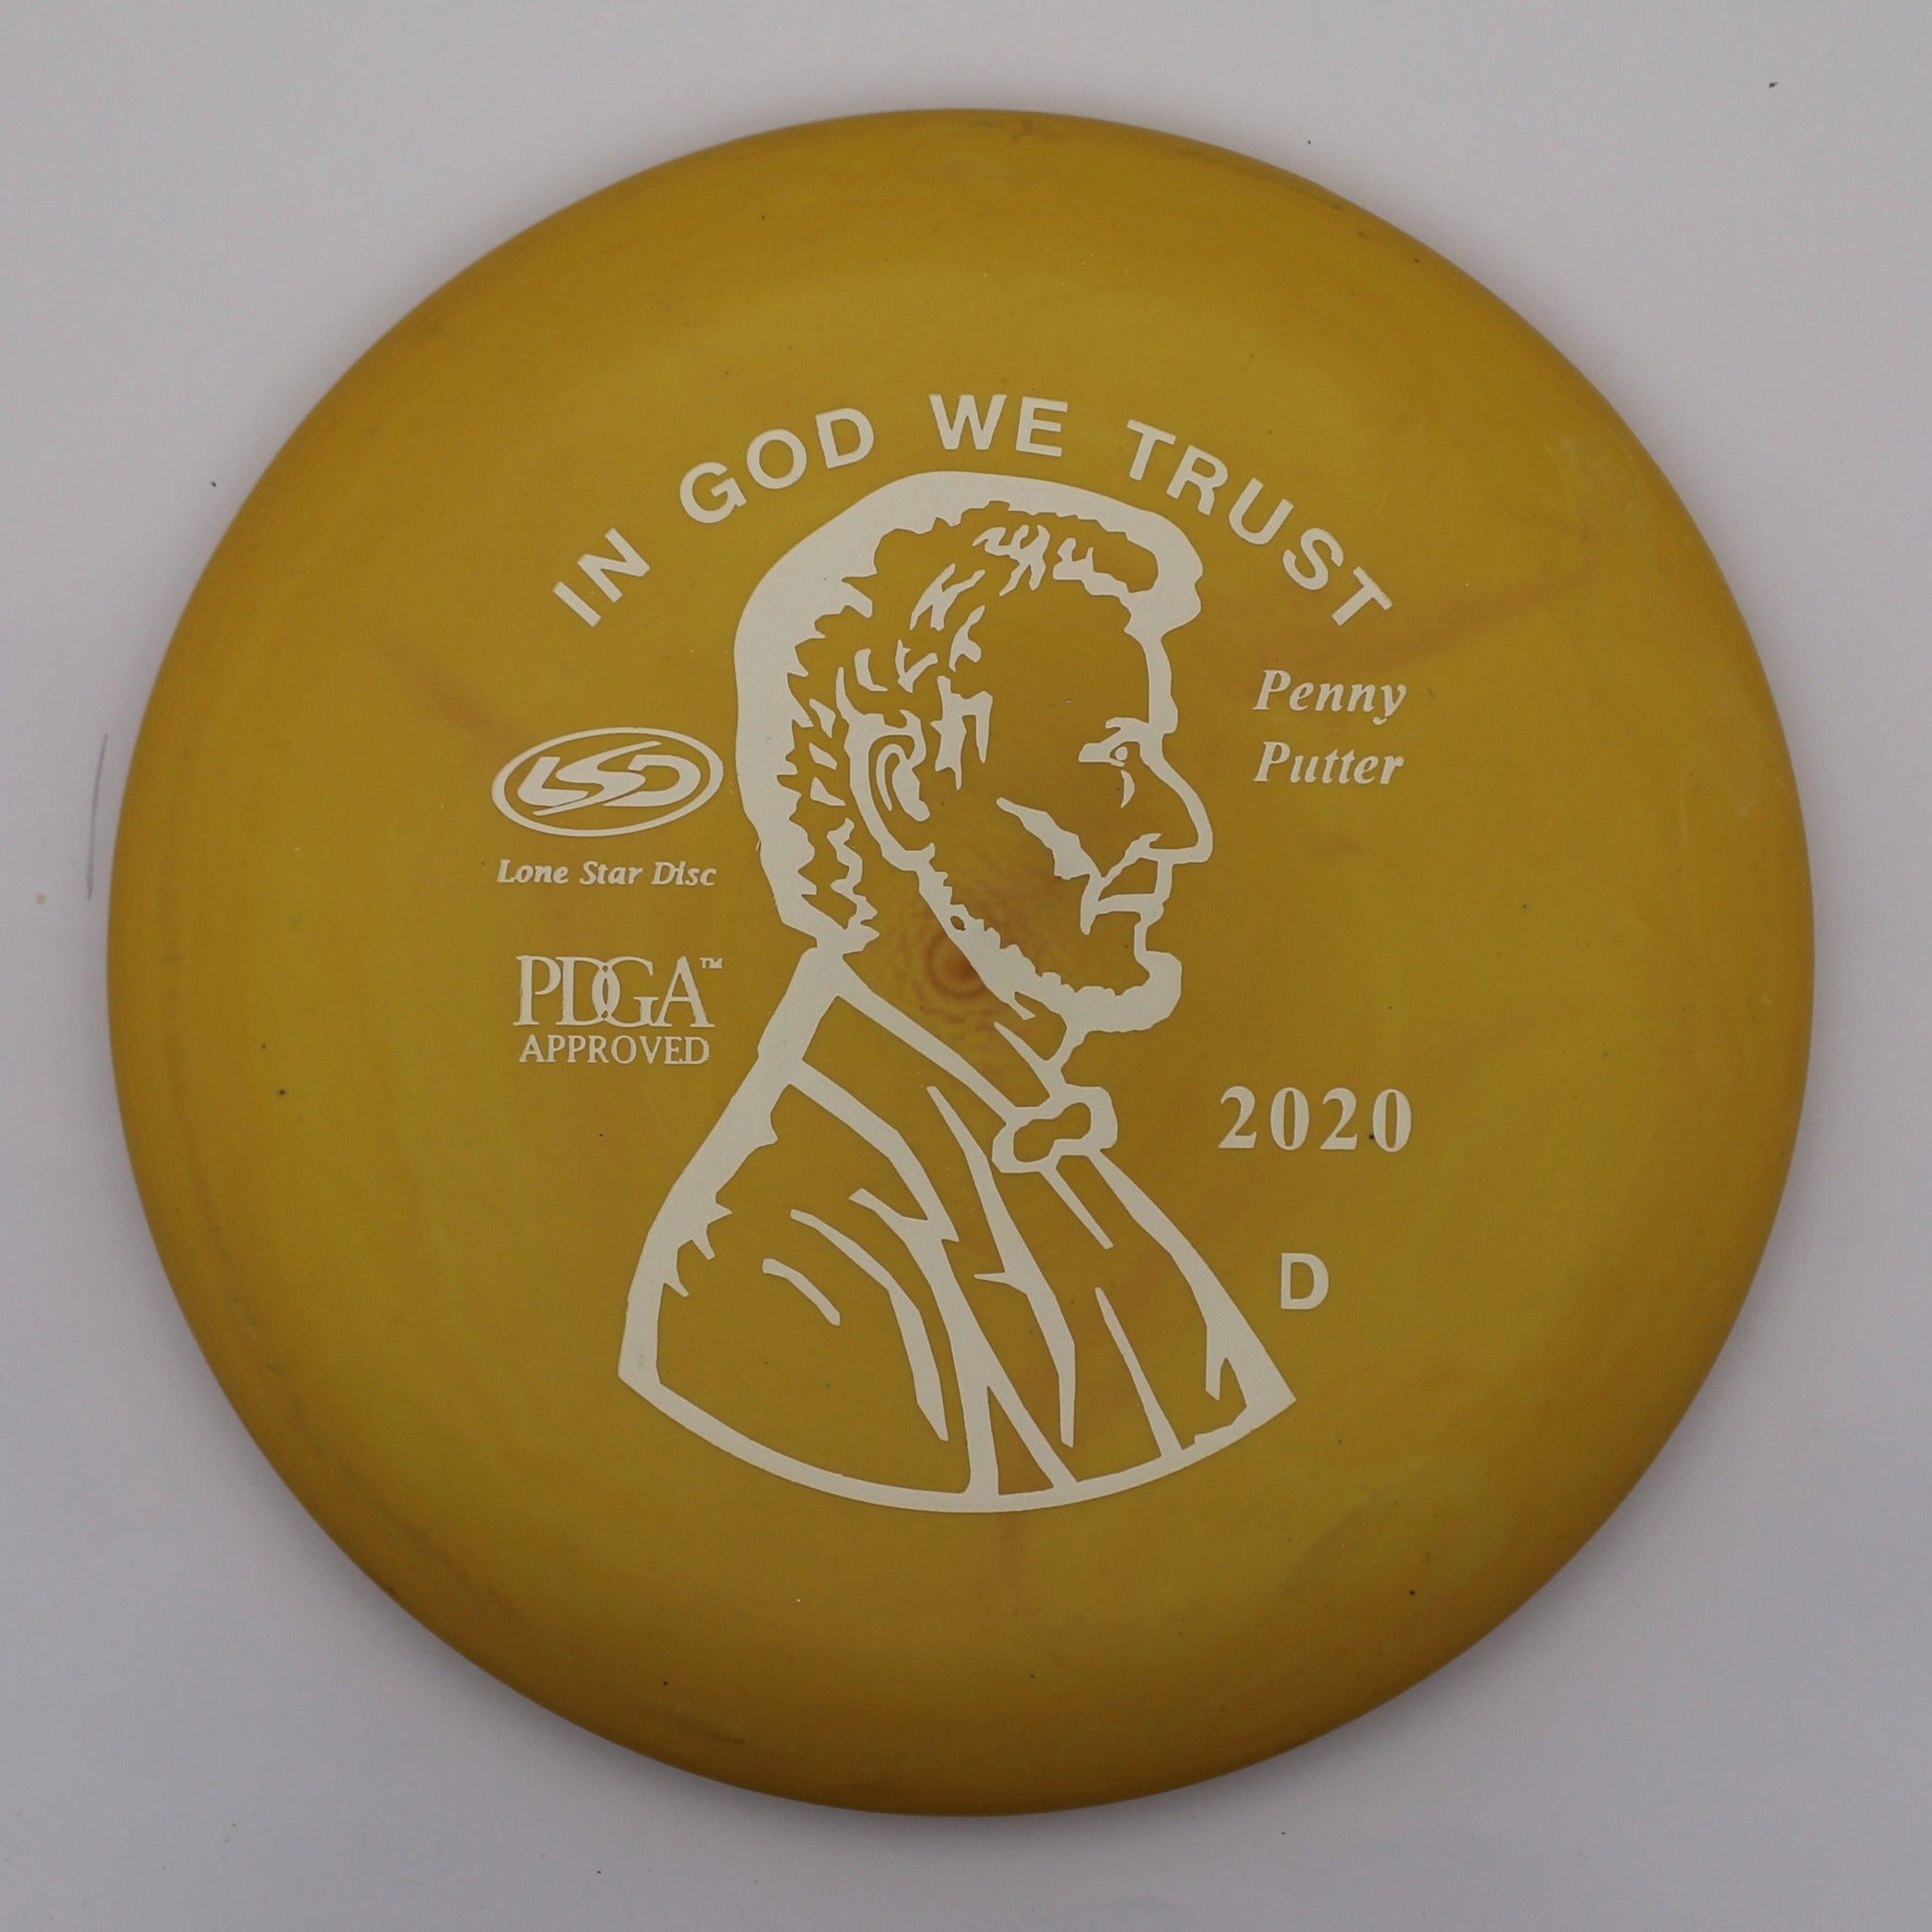 IN GOD WE TRUST
Penny
Putter
LSD
Lone Star Disc
PDGA™
APPROVED
2020
D